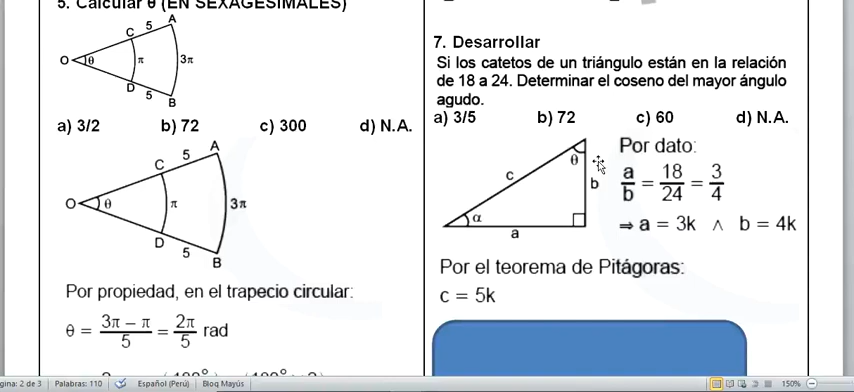 5. Calcular θ (EN SEXAGESIMALES)
A
5
C
O θ π 3π
D
5
B
a) 3/2 b) 72 c) 300 d) N.A.
A
5
C
O θ π 3π
D
5
B
Por propiedad, en el trapecio circular:
θ = 3π − π / 5 = 2π / 5 rad
7. Desarrollar
Si los catetos de un triángulo están en la relación
de 18 a 24. Determinar el coseno del mayor ángulo
agudo.
a) 3/5 b) 72 c) 60 d) N.A.
θ
c
b
α
a
Por dato:
a / b = 18 / 24 = 3 / 4
⇒ a = 3k ∧ b = 4k
Por el teorema de Pitágoras:
c = 5k
gina: 2 de 3 Palabras: 110 Español (Perú) Bloq Mayús 150%